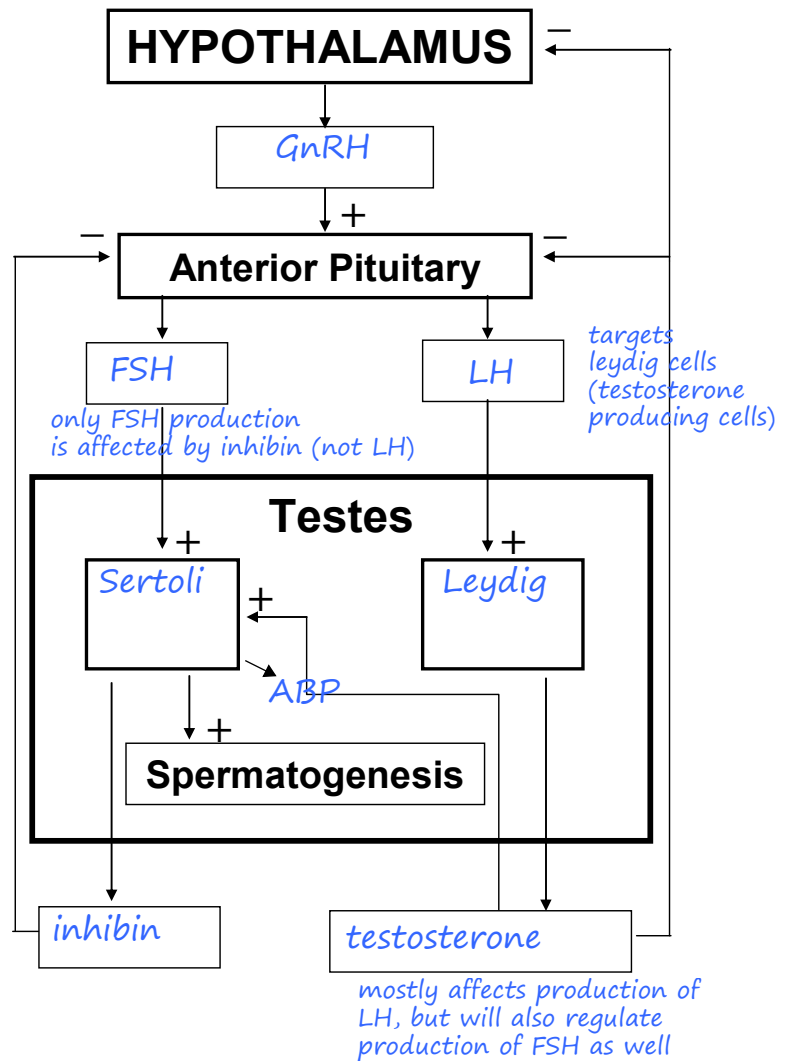 HYPOTHALAMUS
−
GnRH
+
−
Anterior Pituitary
−
FSH
LH
targets
leydig cells
(testosterone
producing cells)
only FSH production
is affected by inhibin (not LH)
Testes
+
+
Sertoli
+
Leydig
ABP
+
Spermatogenesis
inhibin
testosterone
mostly affects production of
LH, but will also regulate
production of FSH as well